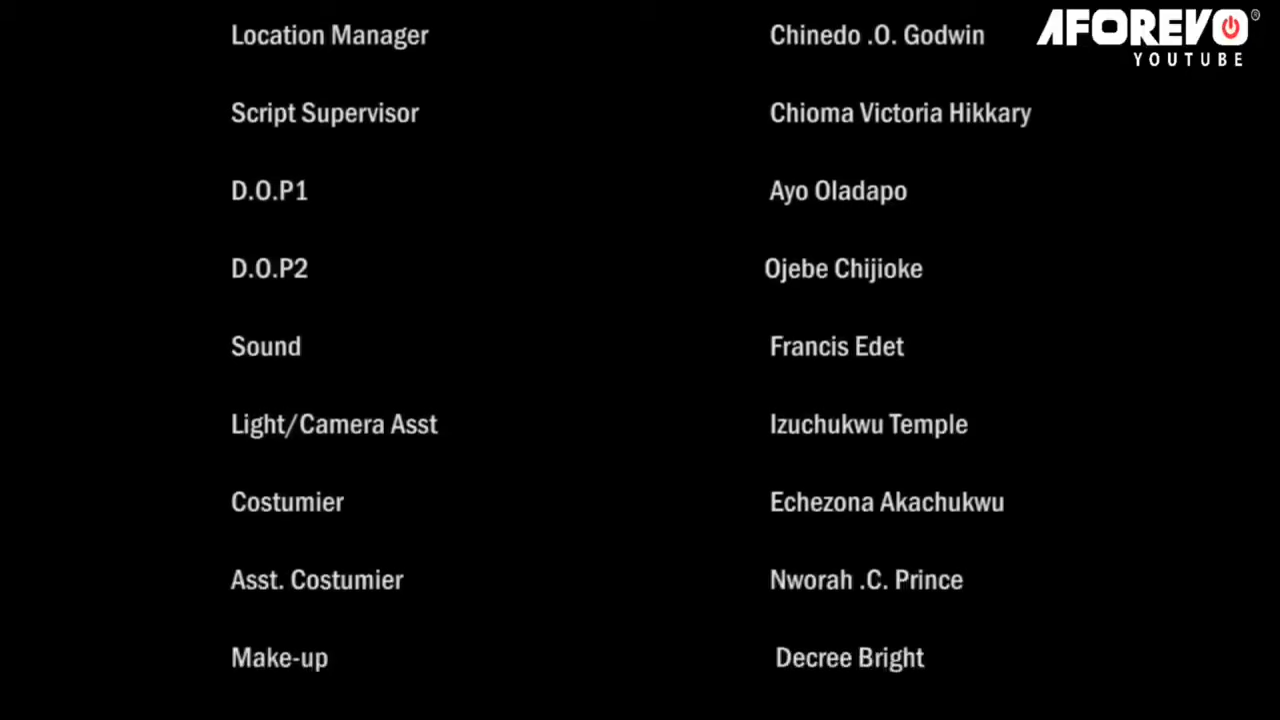 Location Manager Chinedo .O. Godwin
AFOREVO®
YOUTUBE
Script Supervisor Chioma Victoria Hikkary
D.O.P1 Ayo Oladapo
D.O.P2 Ojebe Chijioke
Sound Francis Edet
Light/Camera Asst Izuchukwu Temple
Costumier Echezona Akachukwu
Asst. Costumier Nworah .C. Prince
Make-up Decree Bright